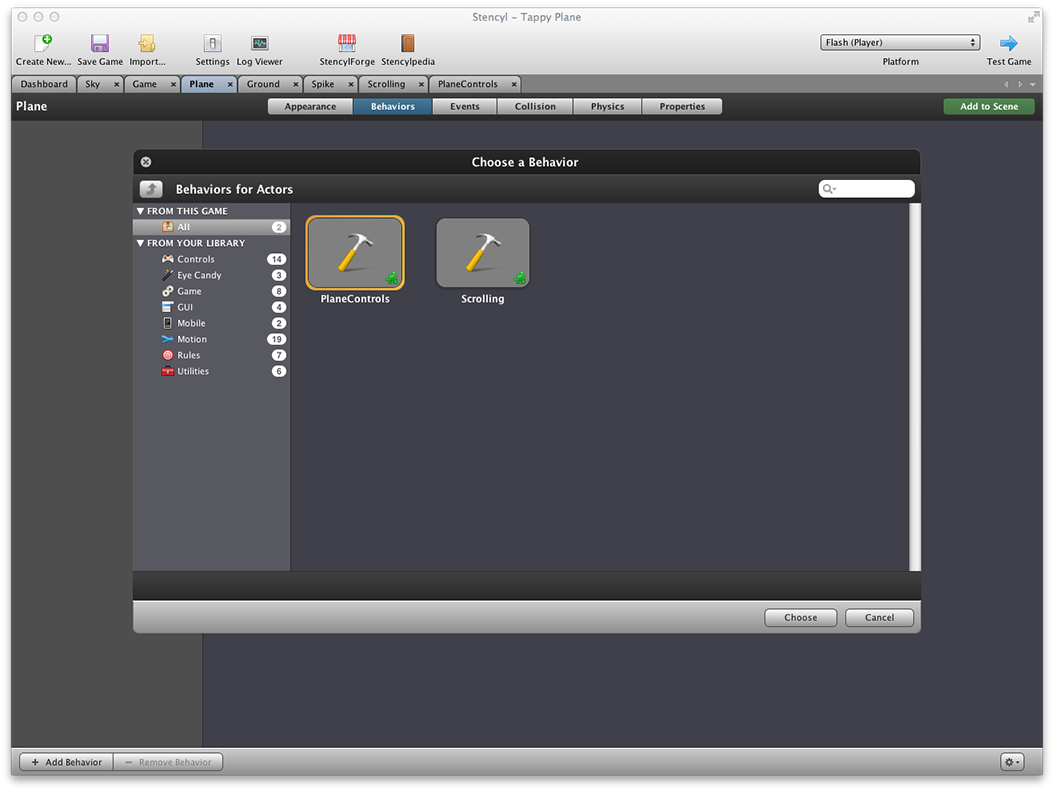 Stencyl – Tappy Plane
Create New... Save Game Import... Settings Log Viewer StencylForge Stencylpedia Flash (Player) Platform Test Game
Dashboard Sky Game Plane Ground Spike Scrolling PlaneControls
Plane Appearance Behaviors Events Collision Physics Properties Add to Scene
Choose a Behavior
Behaviors for Actors
FROM THIS GAME
All 2
FROM YOUR LIBRARY
Controls 14
Eye Candy 3
Game 8
GUI 4
Mobile 2
Motion 19
Rules 7
Utilities 6
PlaneControls Scrolling
Choose Cancel
+ Add Behavior − Remove Behavior